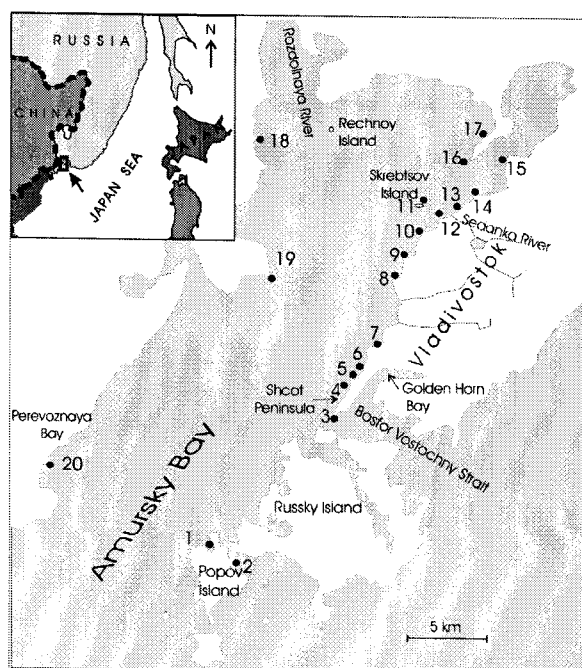 RUSSIA
N
CHINA
JAPAN SEA
Razdolnaya River
Rechnoy
Island
18
17
16
15
Skrebtsov
Island
11
13
14
12
Sedanka River
10
9
8
19
Vladivostok
7
6
5
4
Shcot
Peninsula
3
Golden Horn
Bay
Bosfor Vostochny Strait
Perevoznaya
Bay
20
Amursky Bay
Russky Island
1
2
Popov
Island
5 km